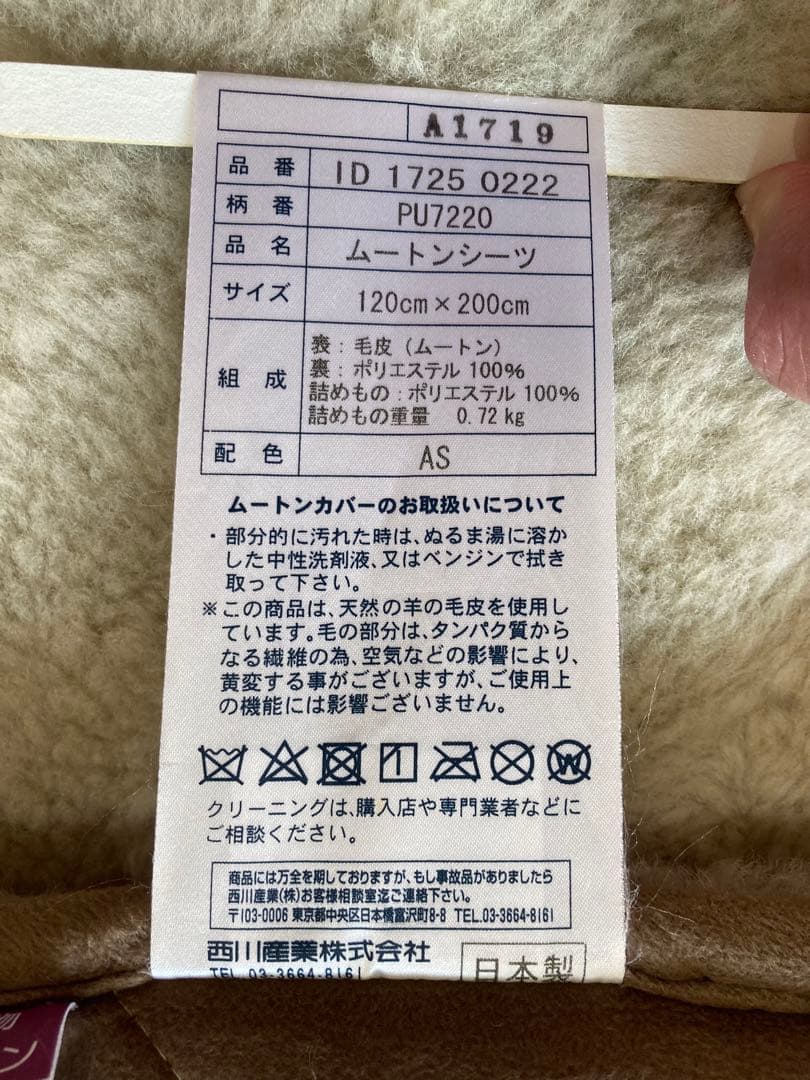 A1719
品番 ID 1725 0222
柄番 PU7220
品名 ムートンシーツ
サイズ 120cm×200cm
組成 表:毛皮(ムートン)
裏:ポリエステル 100%
詰めもの:ポリエステル 100%
詰めもの重量 0.72kg
配色 AS
ムートンカバーのお取扱いについて
・部分的に汚れた時は、ぬるま湯に溶か
した中性洗剤液、又はベンジンで拭き
取って下さい。
※この商品は、天然の羊の毛皮を使用し
ています。毛の部分は、タンパク質から
なる繊維の為、空気などの影響により、
黄変する事がございますが、ご使用上
の機能には影響ございません。
W
クリーニングは、購入店や専門業者などに
ご相談ください。
商品には万全を期しておりますが、もし事故品がありましたら
西川産業(株)お客様相談室迄ご連絡下さい。
〒103-0006 東京都中央区日本橋富沢町8-8 TEL.03-3664-8161
西川産業株式会社
TEL.03-3664-8161
日本製
ン